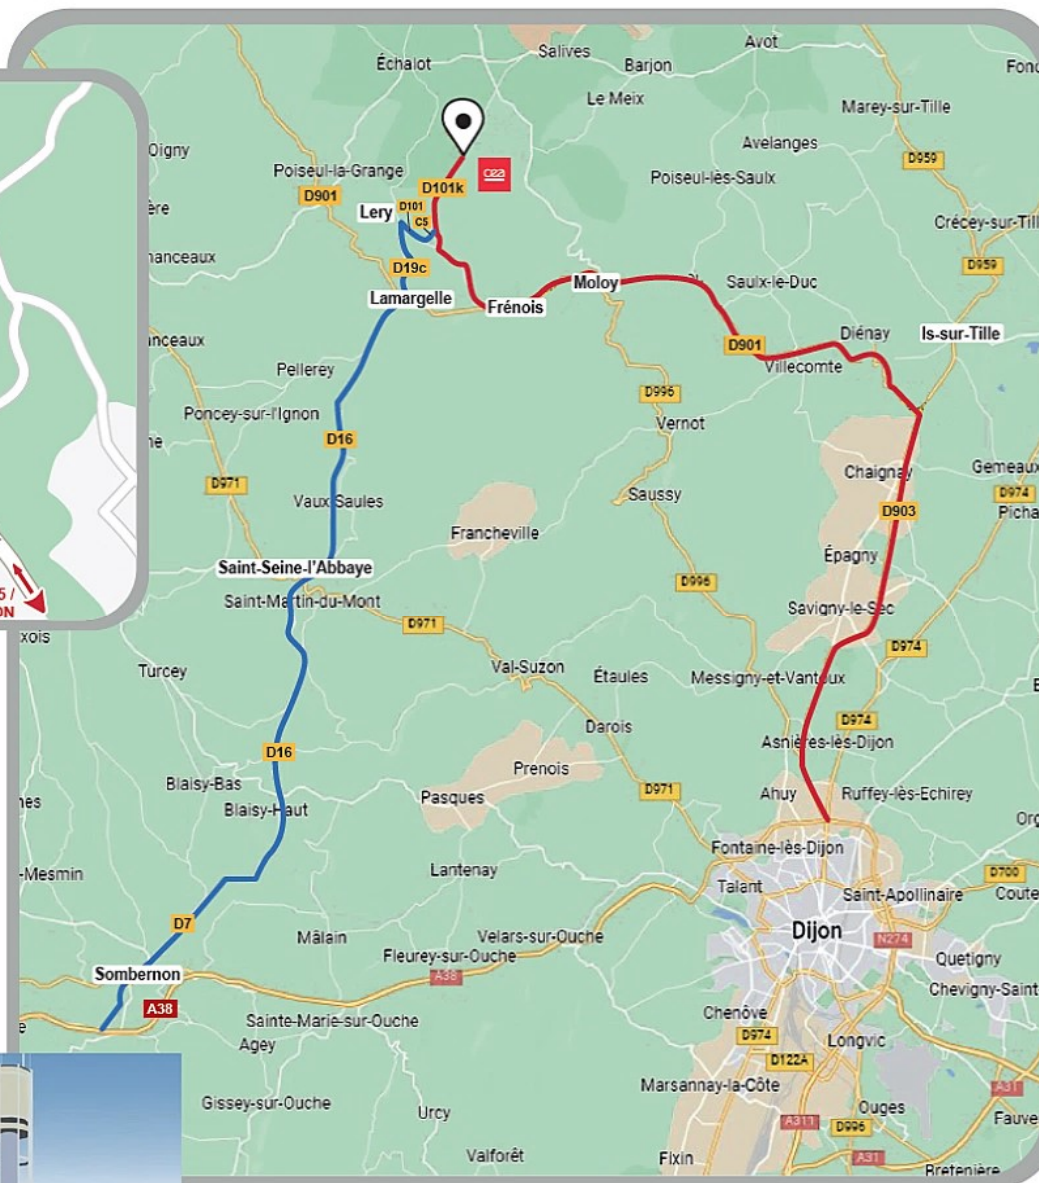 Salives
Avot
Échalot
Barjon
Le Meix
Marey-sur-Tille
Avelanges
Oigny
D959
Poiseul-la-Grange
cea
Poiseul-lès-Saulx
D101k
D901
D101
Lery
C5
D19c
D959
Lamargelle
Frénois
Moloy
Saulx-le-Duc
Diénay
Is-sur-Tille
D901
Villecomte
Pellerey
D996
Poncey-sur-l'Ignon
Vernot
D16
Chaignay
Gemeaux
D971
Saussy
D974
Vaux-Saules
D903
Francheville
Épagny
Saint-Seine-l'Abbaye
D996
Saint-Martin-du-Mont
Savigny-le-Sec
D971
D974
Turcey
Val-Suzon
Étaules
Messigny-et-Vantoux
D974
Darois
Asnières-lès-Dijon
D16
Prenois
Blaisy-Bas
Pasques
D971
Ahuy
Ruffey-lès-Echirey
Blaisy-Haut
Fontaine-lès-Dijon
Lantenay
D700
Talant
Saint-Apollinaire
D7
Dijon
Mâlain
Velars-sur-Ouche
N274
Fleurey-sur-Ouche
Quetigny
Sombernon
A38
A38
Sainte-Marie-sur-Ouche
Chenôve
Agey
D974
Longvic
D122A
Marsannay-la-Côte
Gissey-sur-Ouche
Urcy
A31
Ouges
A311
D996
Valforêt
Fixin
A31
Bretenière